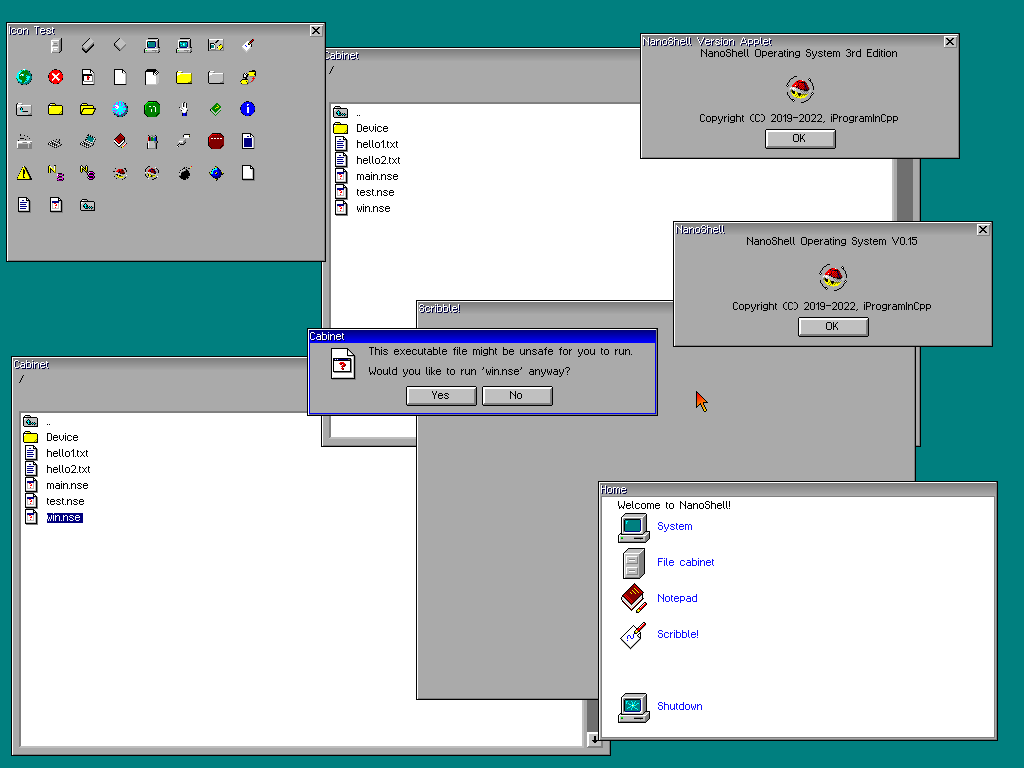 Icon Test
Cabinet
/
..
Device
hello1.txt
hello2.txt
main.nse
test.nse
win.nse
NanoShell Version Applet
NanoShell Operating System 3rd Edition
Copyright (C) 2019-2022, iProgramInCpp
OK
NanoShell
NanoShell Operating System V0.15
Copyright (C) 2019-2022, iProgramInCpp
OK
Scribble!
Cabinet
This executable file might be unsafe for you to run.
Would you like to run 'win.nse' anyway?
Yes
No
Cabinet
/
..
Device
hello1.txt
hello2.txt
main.nse
test.nse
win.nse
Home
Welcome to NanoShell!
System
File cabinet
Notepad
Scribble!
Shutdown